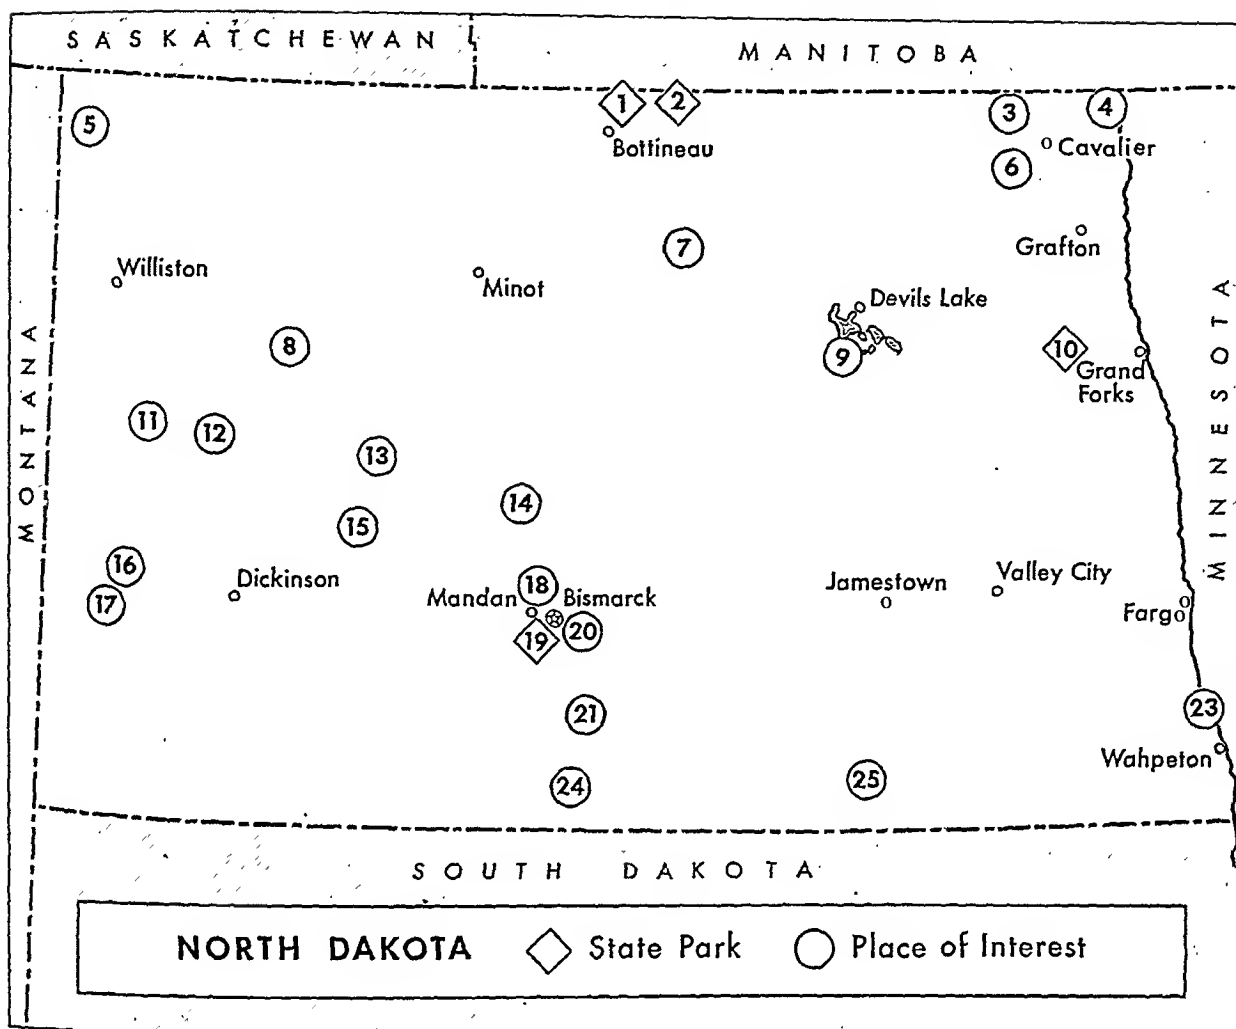 SASKATCHEWAN
MANITOBA
1
2
3
4
5
Bottineau
Cavalier
6
Grafton
7
Williston
Minot
Devils Lake
8
9
10
Grand
Forks
MONTANA
MINNESOTA
11
12
13
14
15
16
Dickinson
17
18
Mandan
Bismarck
19
20
Jamestown
Valley City
Fargo
21
23
Wahpeton
24
25
SOUTH DAKOTA
NORTH DAKOTA State Park Place of Interest